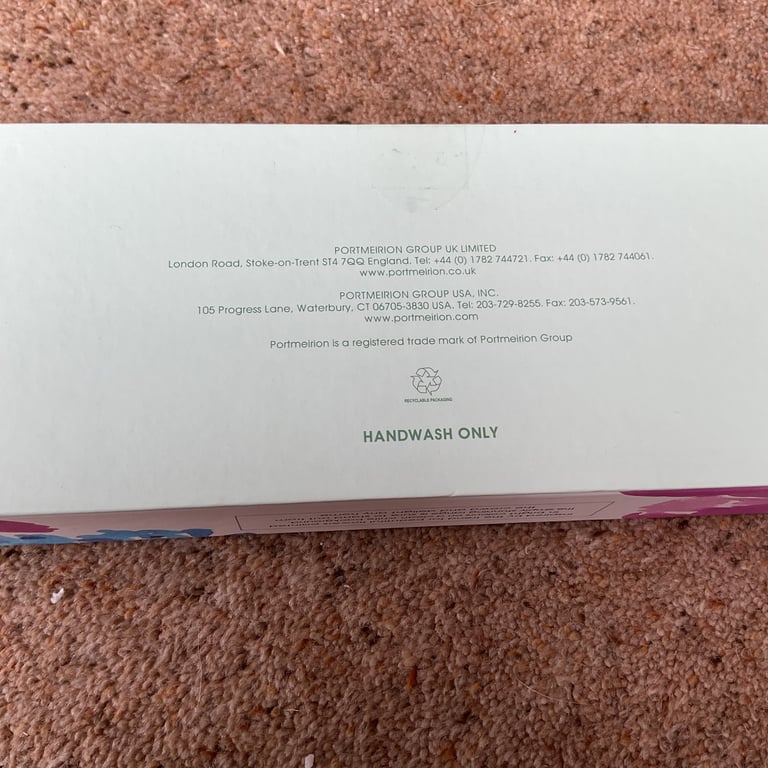 PORTMEIRION GROUP UK LIMITED
London Road, Stoke-on-Trent ST4 7QQ England. Tel: +44 (0) 1782 744721. Fax: +44 (0) 1782 744061.
www.portmeirion.co.uk
PORTMEIRION GROUP USA, INC.
105 Progress Lane, Waterbury, CT 06705-3830 USA. Tel: 203-729-8255. Fax: 203-573-9561.
www.portmeirion.com
Portmeirion is a registered trade mark of Portmeirion Group
RECYCLABLE PACKAGING
HANDWASH ONLY